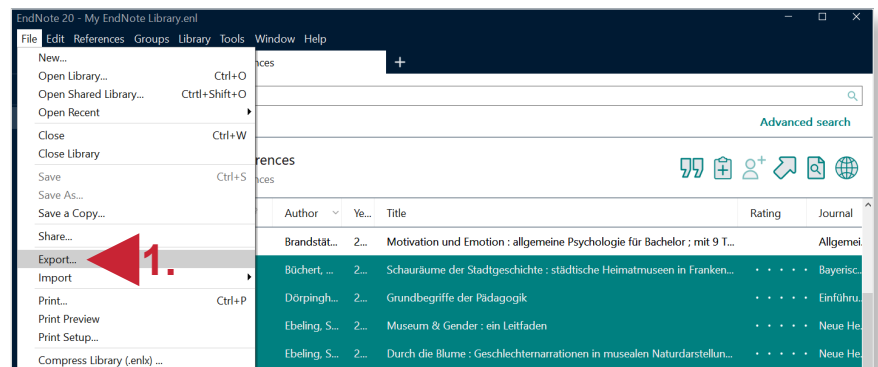 EndNote 20 - My EndNote Library.enl
File Edit References Groups Library Tools Window Help
New...
Open Library... Ctrl+O
Open Shared Library... Ctrtl+Shift+O
Open Recent
Close Ctrl+W
Close Library
Save Ctrl+S
Save As...
Save a Copy...
Share...
Export...
Import
Print... Ctrl+P
Print Preview
Print Setup...
Compress Library (.enlx) ...
1.
nces
+
Advanced search
rences
nces
Author Ye... Title Rating Journal
Brandstät... 2... Motivation und Emotion : allgemeine Psychologie für Bachelor ; mit 9 T... Allgemei.
Büchert, ... 2... Schauräume der Stadtgeschichte : städtische Heimatmuseen in Franken... Bayerisc..
Dörpingh... 2... Grundbegriffe der Pädagogik Einführu..
Ebeling, S... 2... Museum & Gender : ein Leitfaden Neue He.
Ebeling, S... 2... Durch die Blume : Geschlechternarrationen in musealen Naturdarstellun... Neue He.